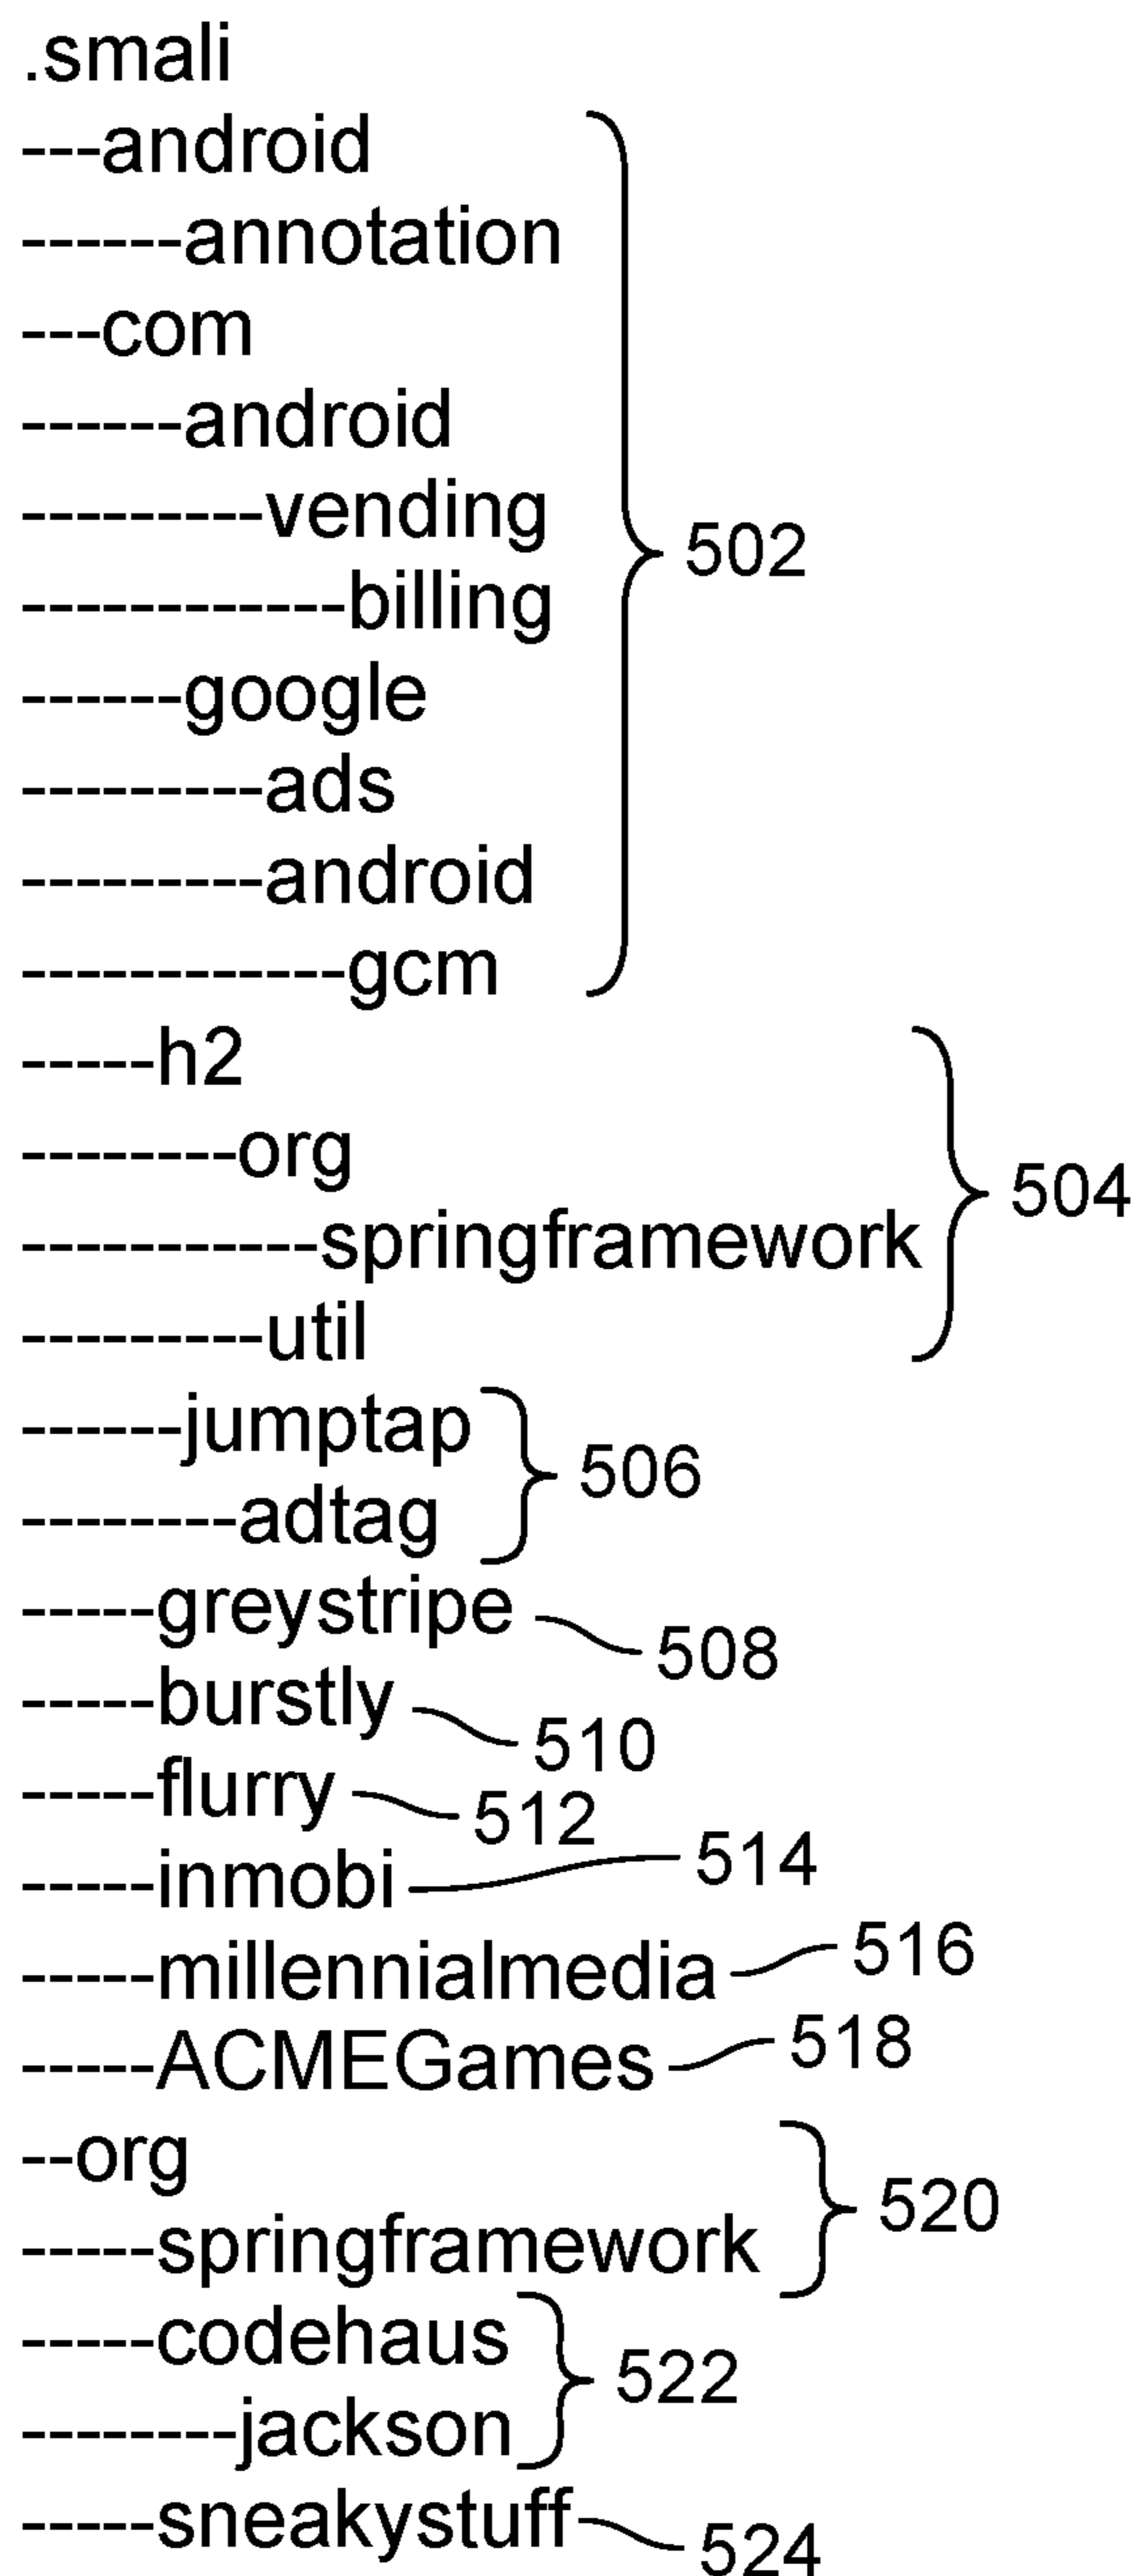 .smali
---android
------annotation
---com
------android
---------vending
------------billing
502
------google
---------ads
---------android
------------gcm
-----h2
--------org
504
-----------springframework
---------util
------jumptap
506
--------adtag
-----greystripe
508
-----burstly
510
-----flurry
512
-----inmobi
514
-----millennialmedia
516
-----ACMEGames
518
--org
520
-----springframework
-----codehaus
522
--------jackson
-----sneakystuff
524